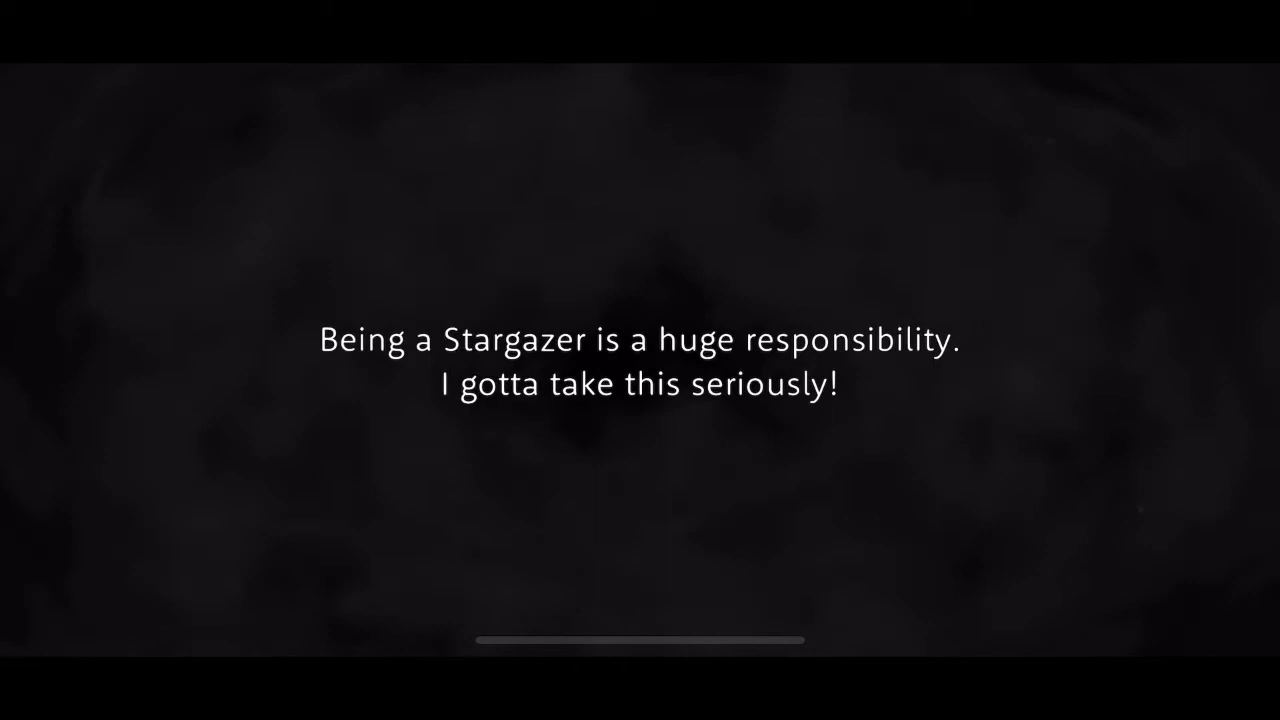 Being a Stargazer is a huge responsibility.
I gotta take this seriously!